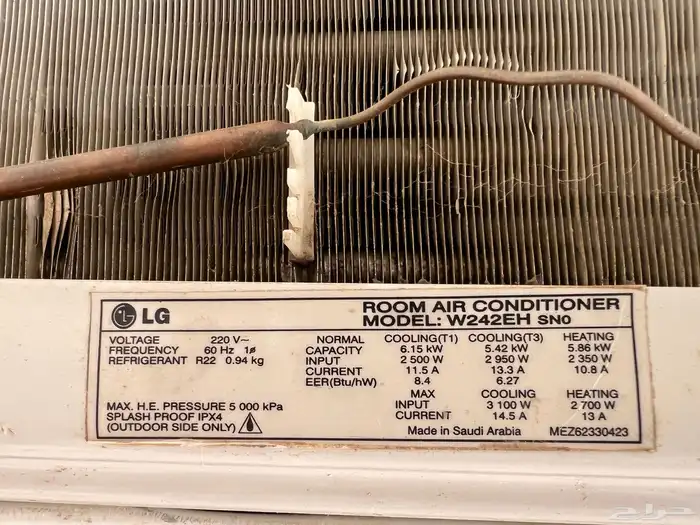 LG
ROOM AIR CONDITIONER
MODEL: W242EH SN0
VOLTAGE 220 V~
FREQUENCY 60 Hz 1ø
REFRIGERANT R22 0.94 kg
NORMAL COOLING(T1) COOLING(T3) HEATING
CAPACITY 6.15 kW 5.42 kW 5.86 kW
INPUT 2 500 W 2 950 W 2 350 W
CURRENT 11.5 A 13.3 A 10.8 A
EER(Btu/hW) 8.4 6.27
MAX COOLING HEATING
INPUT 3 100 W 2 700 W
CURRENT 14.5 A 13 A
MAX. H.E. PRESSURE 5 000 kPa
SPLASH PROOF IPX4
(OUTDOOR SIDE ONLY)
Made in Saudi Arabia MEZ62330423
حراج